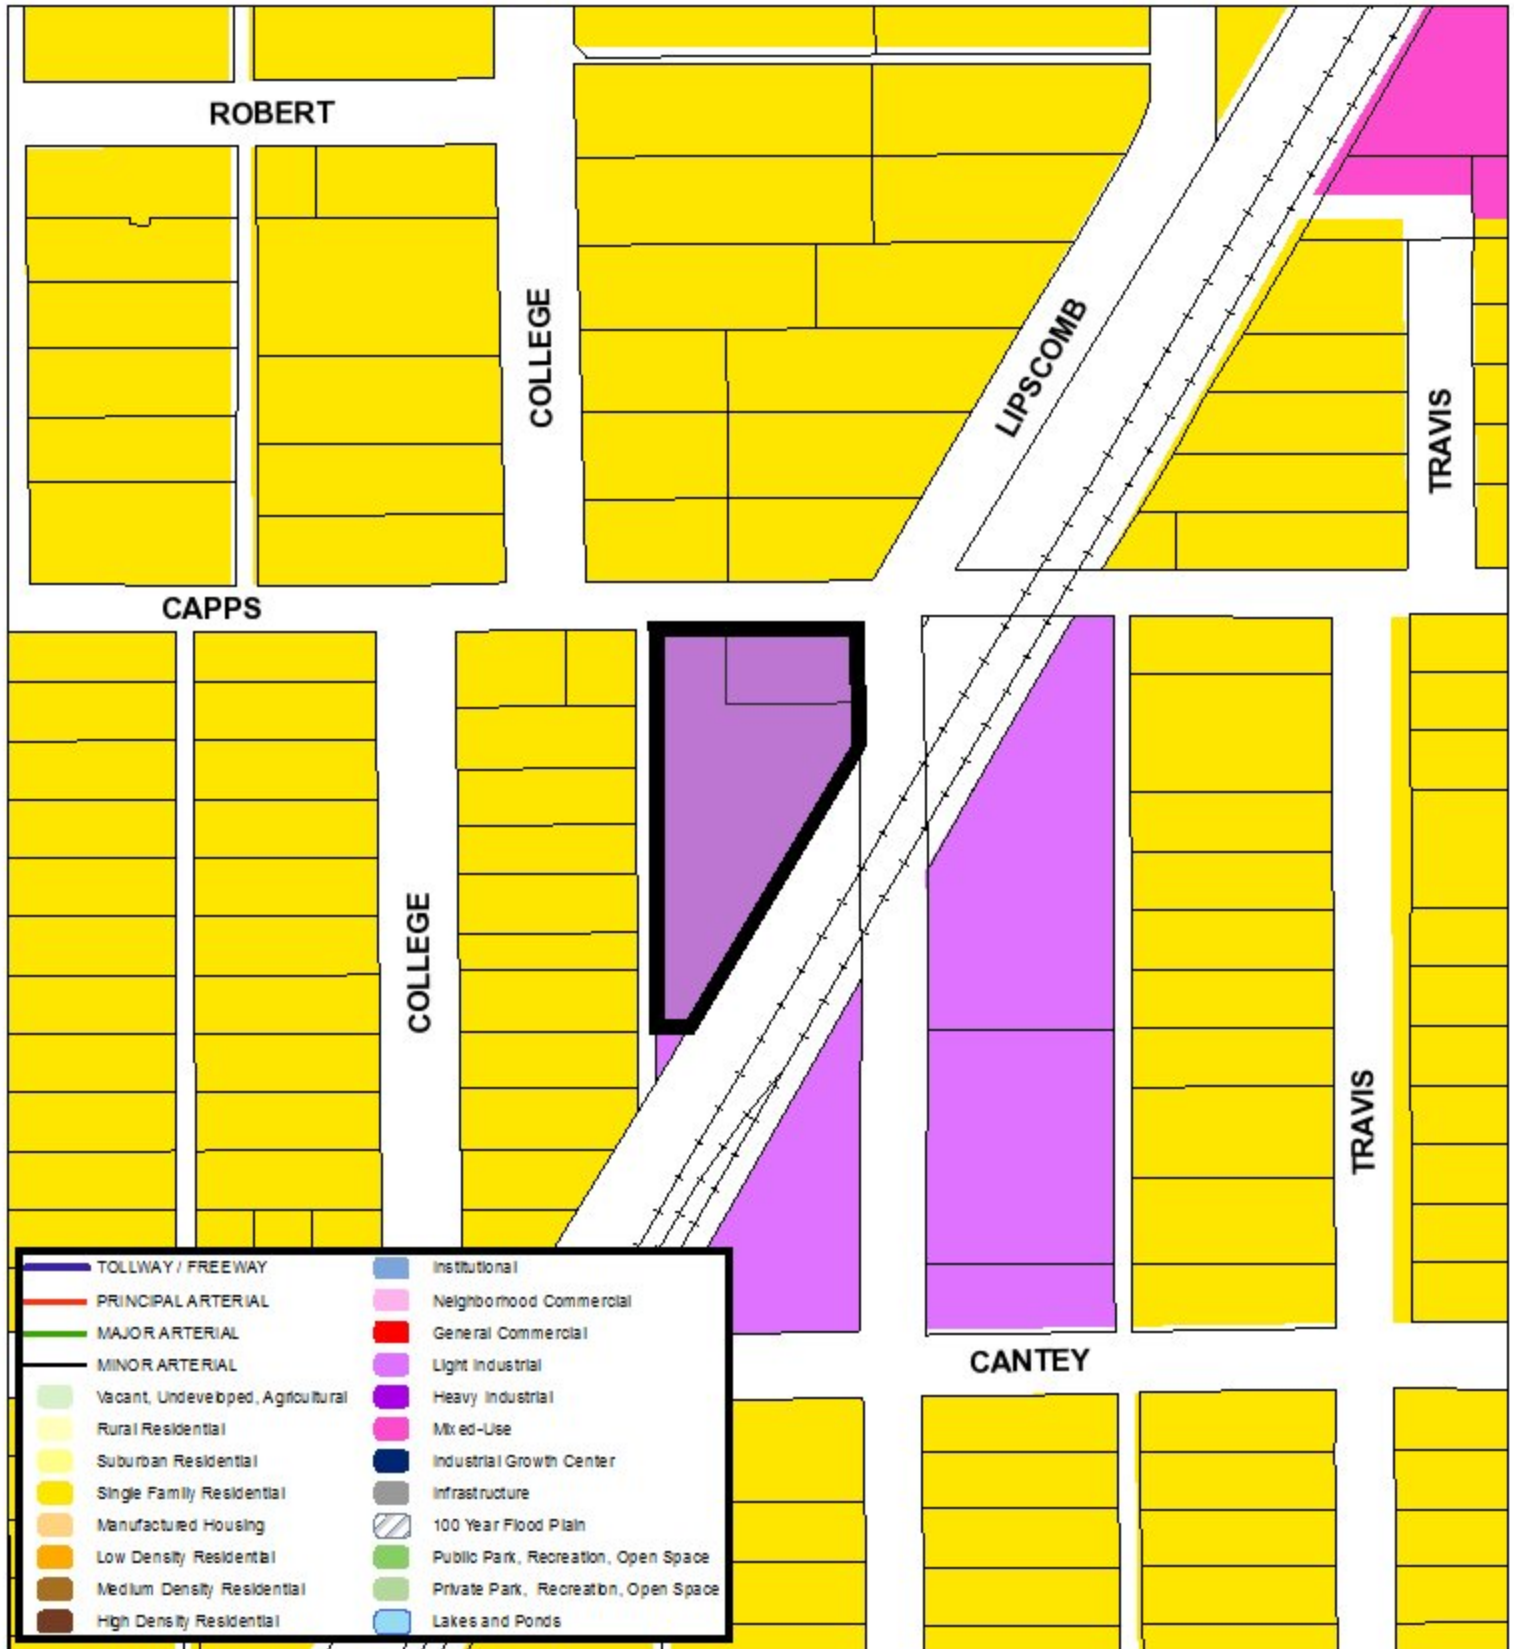 ROBERT
COLLEGE
LIPSCOMB
TRAVIS
CAPPS
COLLEGE
TRAVIS
CANTEY
TOLLWAY / FREEWAY
PRINCIPAL ARTERIAL
MAJOR ARTERIAL
MINOR ARTERIAL
Vacant, Undeveloped, Agricultural
Rural Residential
Suburban Residential
Single Family Residential
Manufactured Housing
Low Density Residential
Medium Density Residential
High Density Residential
Institutional
Neighborhood Commercial
General Commercial
Light Industrial
Heavy Industrial
Mixed-Use
Industrial Growth Center
Infrastructure
100 Year Flood Plain
Public Park, Recreation, Open Space
Private Park, Recreation, Open Space
Lakes and Ponds